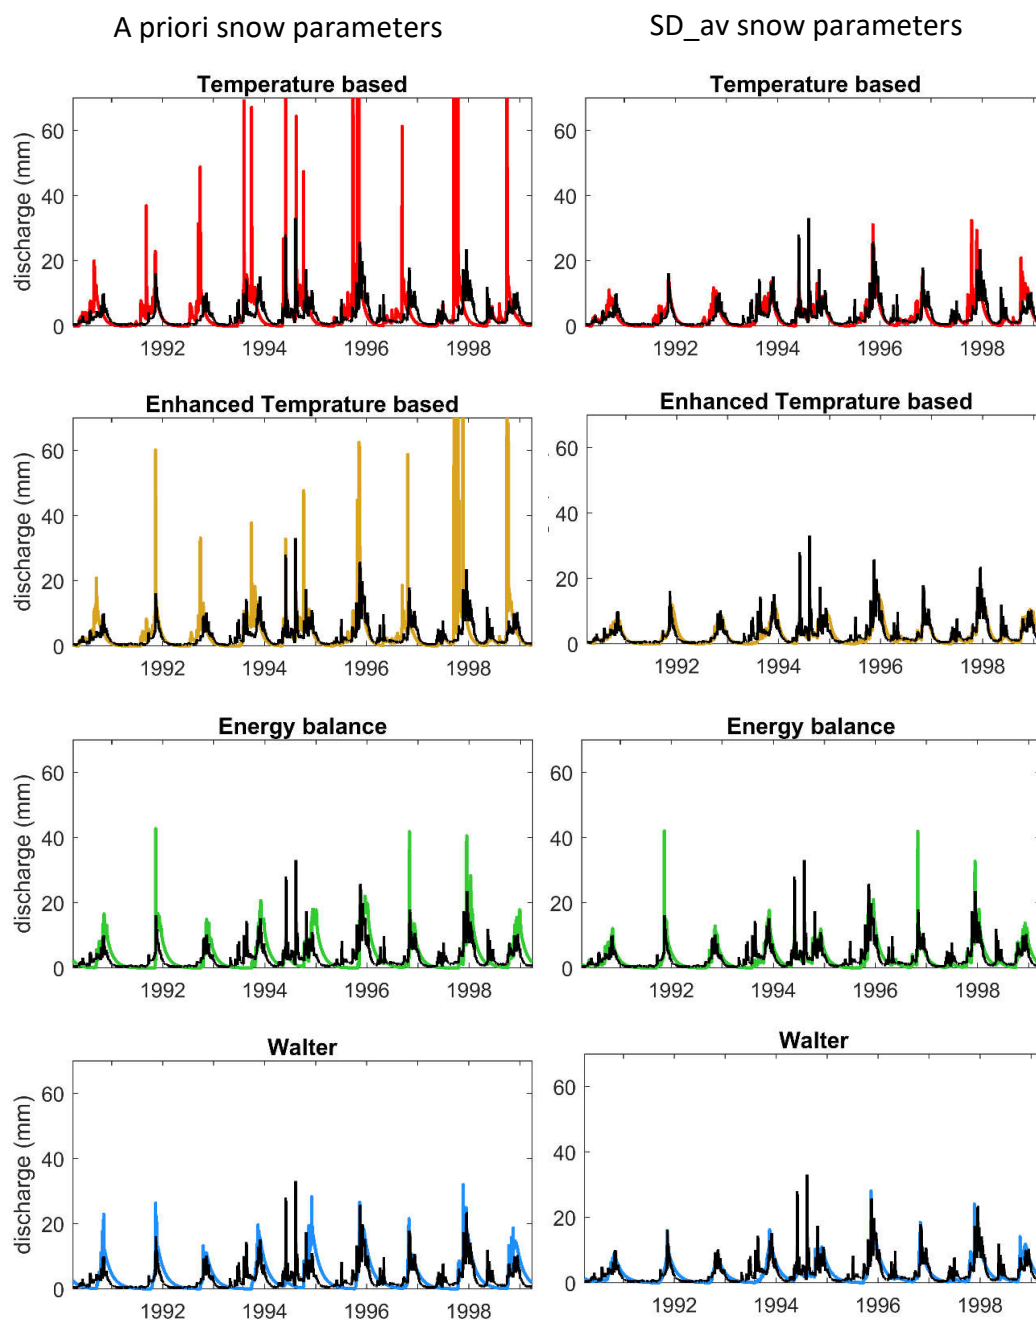 A priori snow parameters
SD_av snow parameters
Temperature based
Temperature based
discharge (mm)
60
40
20
0
1992 1994 1996 1998
60
40
20
0
1992 1994 1996 1998
Enhanced Temprature based
Enhanced Temprature based
discharge (mm)
60
40
20
0
1992 1994 1996 1998
60
40
20
0
1992 1994 1996 1998
Energy balance
Energy balance
discharge (mm)
60
40
20
0
1992 1994 1996 1998
60
40
20
0
1992 1994 1996 1998
Walter
Walter
discharge (mm)
60
40
20
0
1992 1994 1996 1998
60
40
20
0
1992 1994 1996 1998